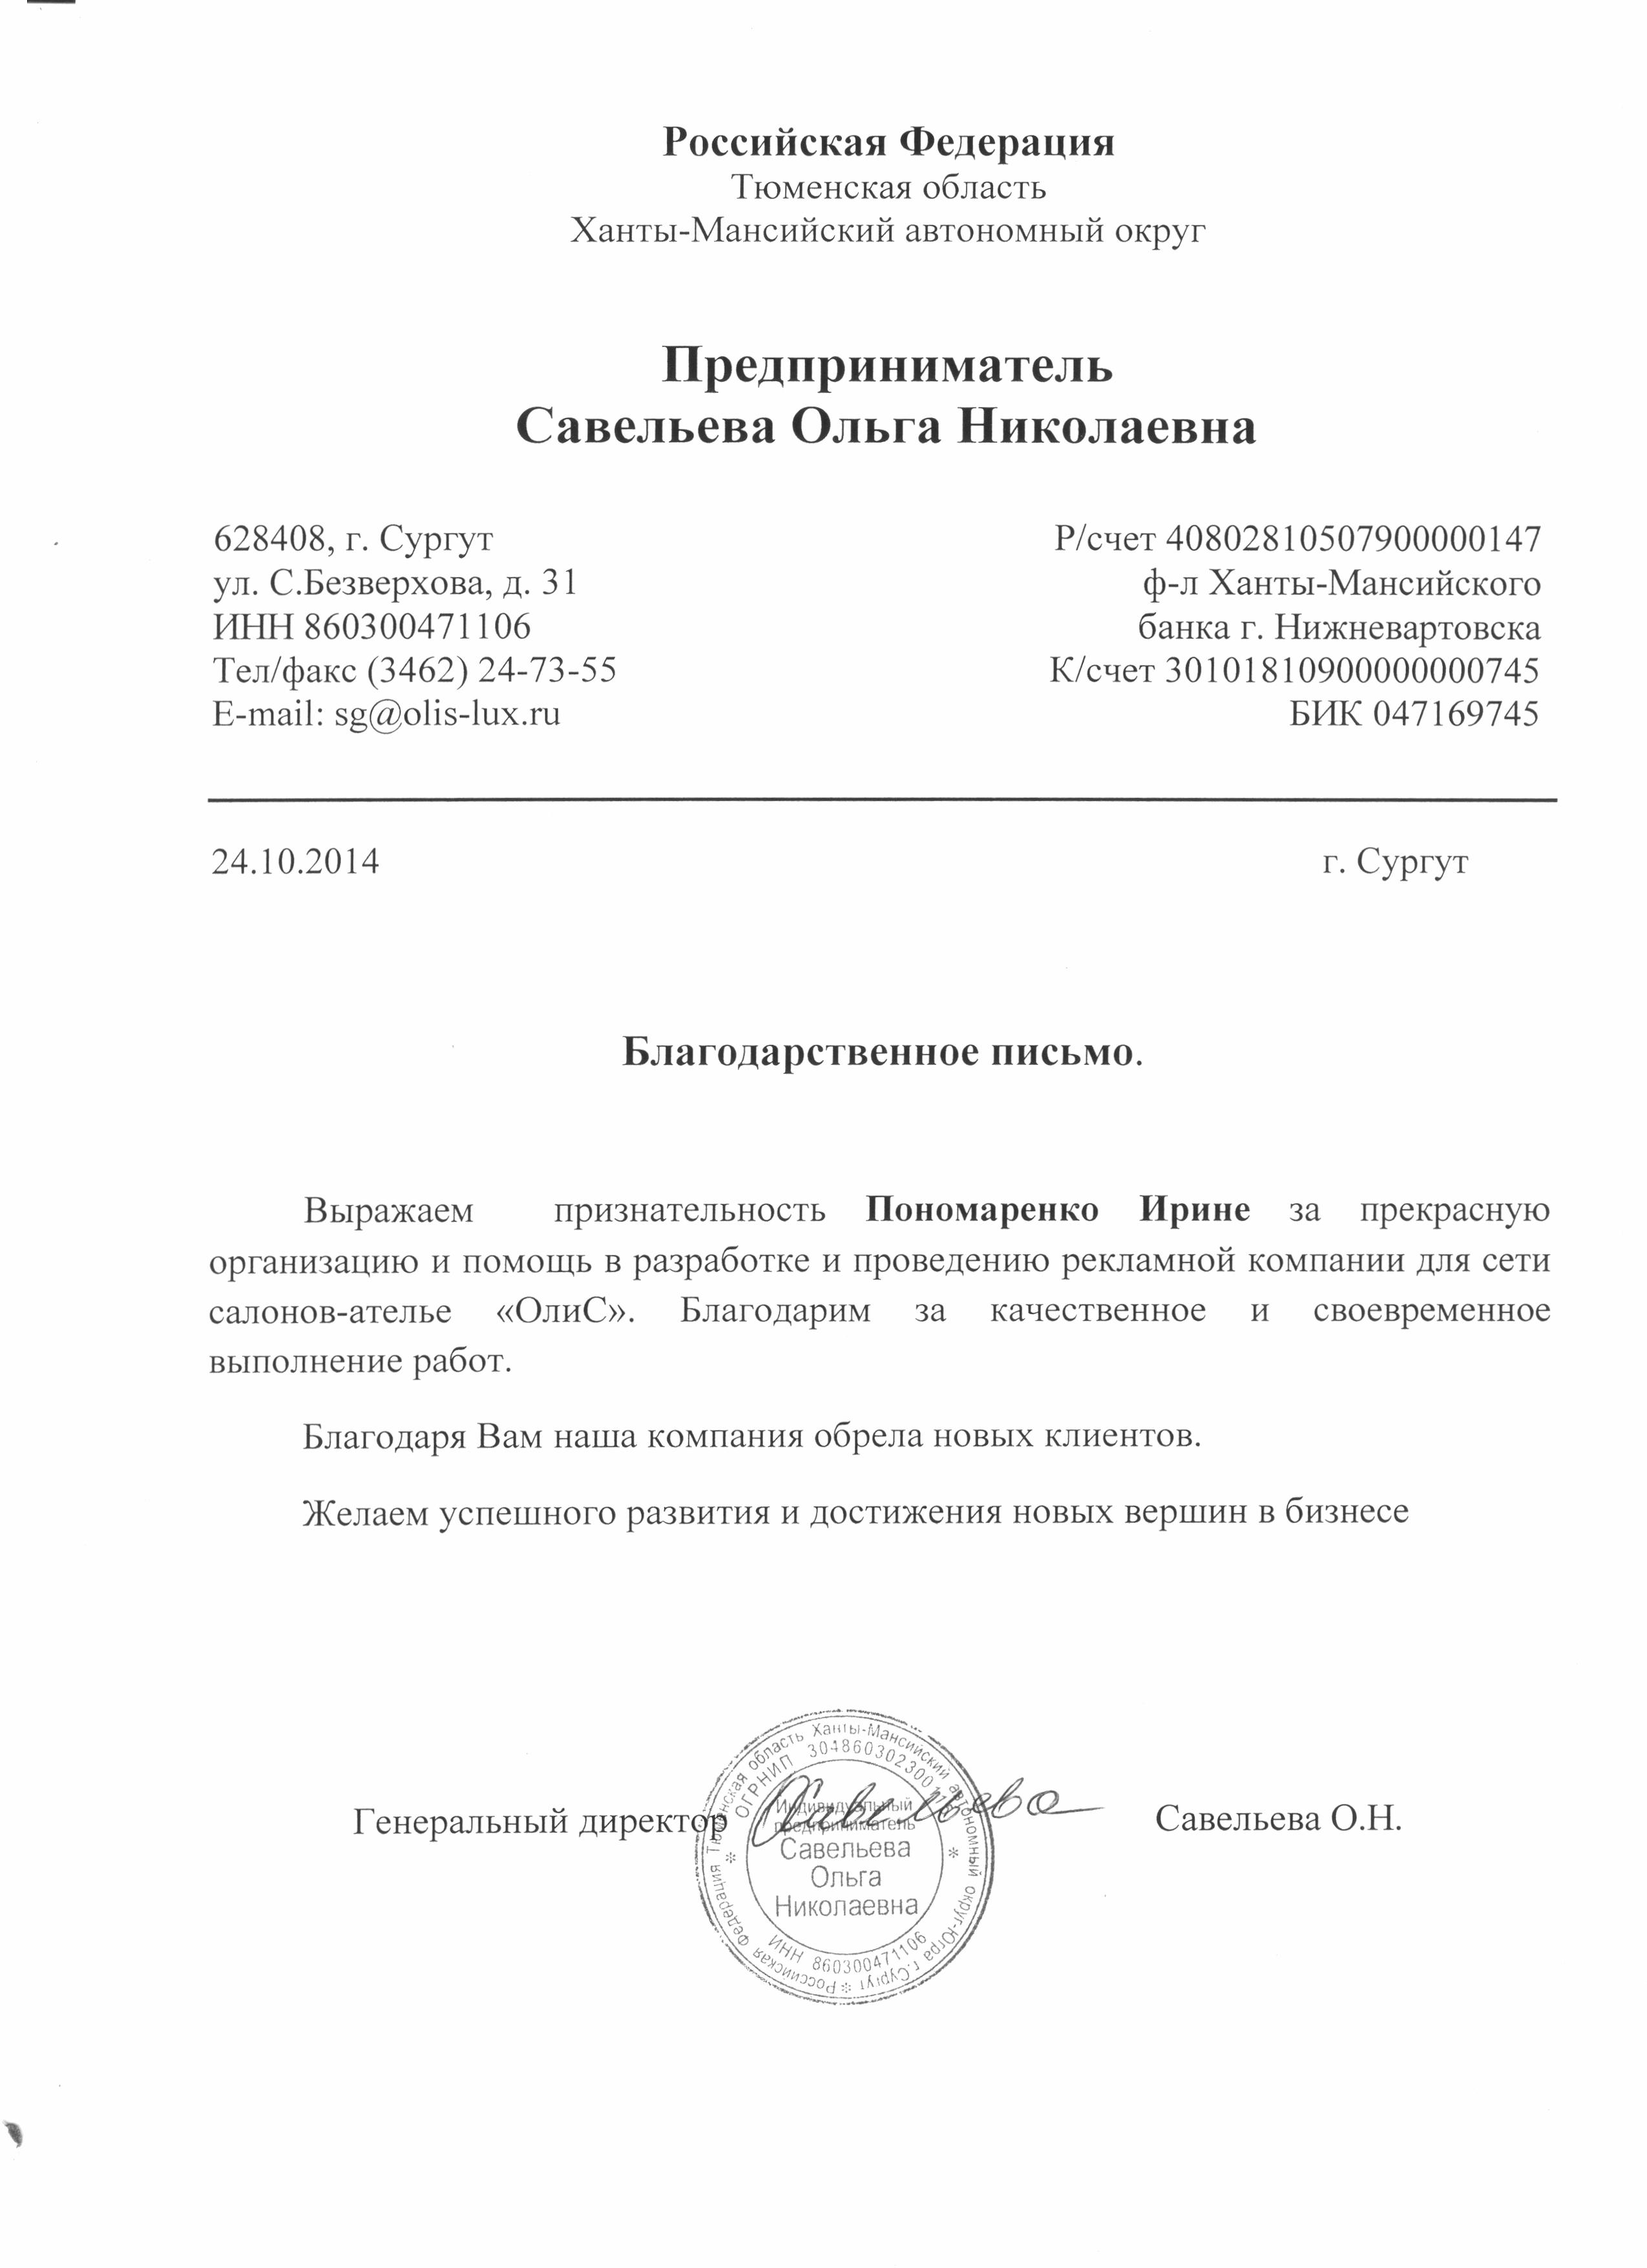 Российская Федерация
Тюменская область
Ханты-Мансийский автономный округ
Предприниматель
Савельева Ольга Николаевна
628408, г. Сургут
ул. С.Безверхова, д. 31
ИНН 860300471106
Тел/факс (3462) 24-73-55
E-mail: sg@olis-lux.ru
Р/счет 40802810507900000147
ф-л Ханты-Мансийского
банка г. Нижневартовска
К/счет 30101810900000000745
БИК 047169745
24.10.2014 г. Сургут
Благодарственное письмо.
Выражаем признательность Пономаренко Ирине за прекрасную
организацию и помощь в разработке и проведению рекламной компании для сети
салонов-ателье «ОлиС». Благодарим за качественное и своевременное
выполнение работ.
Благодаря Вам наша компания обрела новых клиентов.
Желаем успешного развития и достижения новых вершин в бизнесе
Генеральный директор Савельева Савельева О.Н.
Российская Федерация Тюменская область Ханты-Мансийский автономный округ-Югра г.Сургут
ОГРНИП
Индивидуальный
предприниматель
Савельева
Ольга
Николаевна
ИНН 860300471106